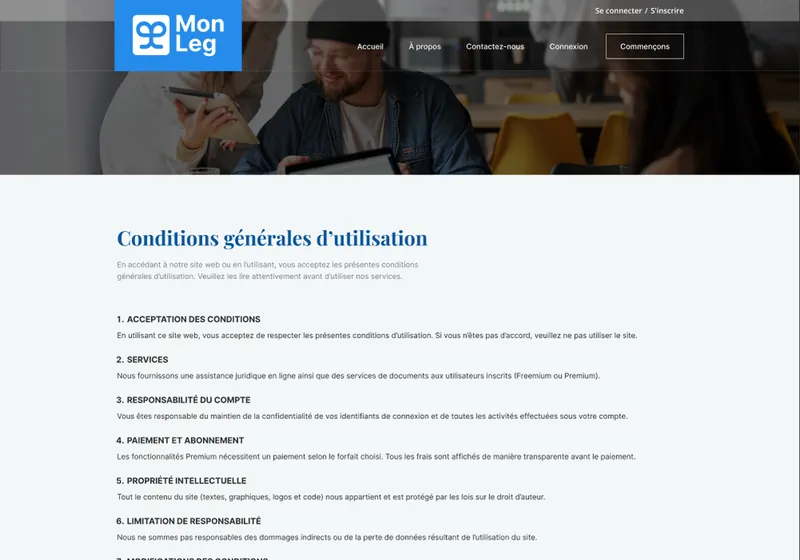 Se connecter / S'inscrire
Mon
Leg
Accueil
À propos
Contactez-nous
Connexion
Commençons
Conditions générales d’utilisation
En accédant à notre site web ou en l’utilisant, vous acceptez les présentes conditions
générales d’utilisation. Veuillez les lire attentivement avant d’utiliser nos services.
1. ACCEPTATION DES CONDITIONS
En utilisant ce site web, vous acceptez de respecter les présentes conditions d’utilisation. Si vous n’êtes pas d’accord, veuillez ne pas utiliser le site.
2. SERVICES
Nous fournissons une assistance juridique en ligne ainsi que des services de documents aux utilisateurs inscrits (Freemium ou Premium).
3. RESPONSABILITÉ DU COMPTE
Vous êtes responsable du maintien de la confidentialité de vos identifiants de connexion et de toutes les activités effectuées sous votre compte.
4. PAIEMENT ET ABONNEMENT
Les fonctionnalités Premium nécessitent un paiement selon le forfait choisi. Tous les frais sont affichés de manière transparente avant le paiement.
5. PROPRIÉTÉ INTELLECTUELLE
Tout le contenu du site (textes, graphiques, logos et code) nous appartient et est protégé par les lois sur le droit d’auteur.
6. LIMITATION DE RESPONSABILITÉ
Nous ne sommes pas responsables des dommages indirects ou de la perte de données résultant de l’utilisation du site.
7. MODIFICATIONS DES CONDITIONS